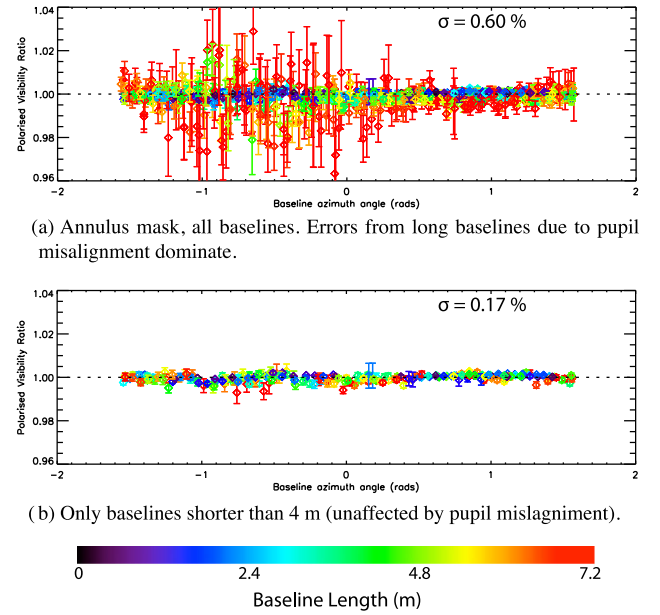 σ = 0.60 %
1.04
1.02
1.00
0.98
0.96
Polarised Visibility Ratio
-2 -1 0 1 2
Baseline azimuth angle (rads)
(a) Annulus mask, all baselines. Errors from long baselines due to pupil
misalignment dominate.
σ = 0.17 %
1.04
1.02
1.00
0.98
0.96
Polarised Visibility Ratio
-2 -1 0 1 2
Baseline azimuth angle (rads)
(b) Only baselines shorter than 4 m (unaffected by pupil mislagniment).
0 2.4 4.8 7.2
Baseline Length (m)